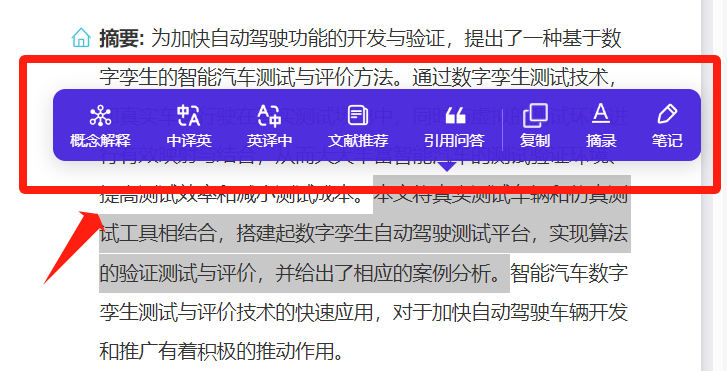 摘要: 为加快自动驾驶功能的开发与验证，提出了一种基于数
字孪生的智能汽车测试与评价方法。通过数字孪生测试技术，
概念解释 中译英 英译中 文献推荐 引用问答 复制 摘录 笔记
提高测试效率和减小测试成本。本文将真实测试车辆和仿真测
试工具相结合，搭建起数字孪生自动驾驶测试平台，实现算法
的验证测试与评价，并给出了相应的案例分析。智能汽车数字
孪生测试与评价技术的快速应用，对于加快自动驾驶车辆开发
和推广有着积极的推动作用。